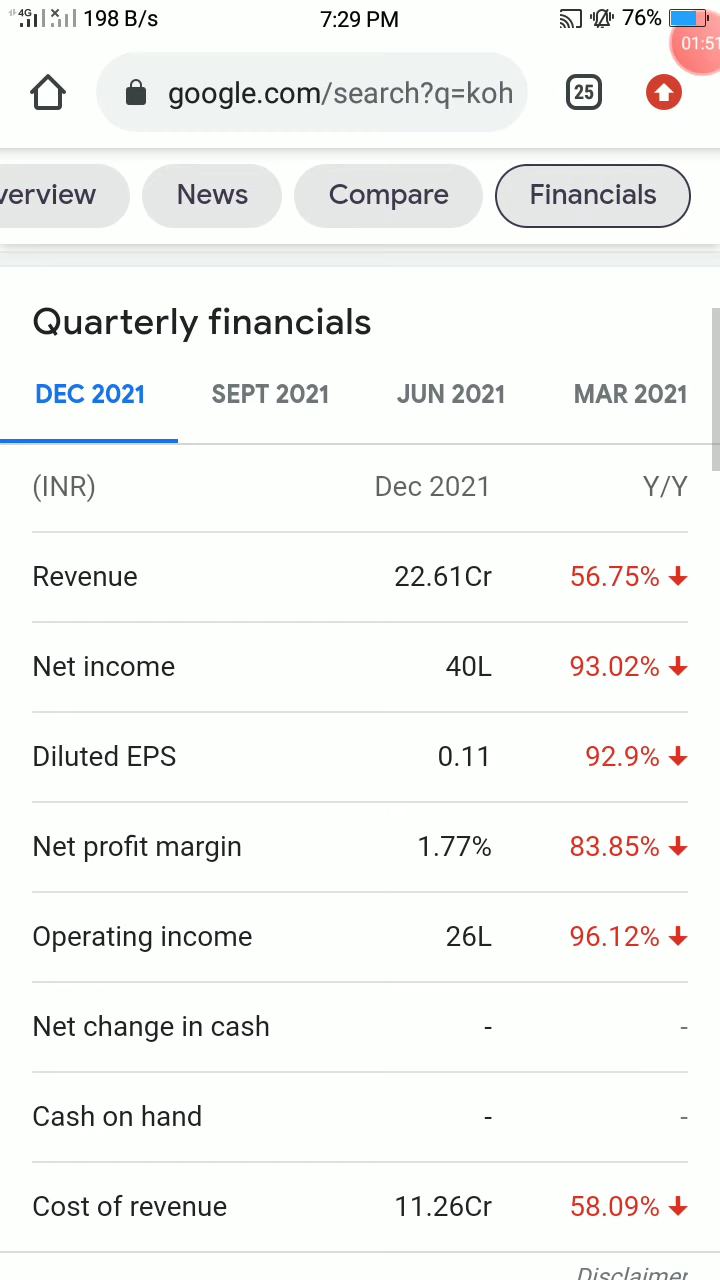 4G 198 B/s 7:29 PM 76%
01:51
google.com/search?q=koh 25
verview News Compare Financials
Quarterly financials
DEC 2021 SEPT 2021 JUN 2021 MAR 2021
(INR) Dec 2021 Y/Y
Revenue 22.61Cr 56.75%
Net income 40L 93.02%
Diluted EPS 0.11 92.9%
Net profit margin 1.77% 83.85%
Operating income 26L 96.12%
Net change in cash - -
Cash on hand - -
Cost of revenue 11.26Cr 58.09%
Disclaimer